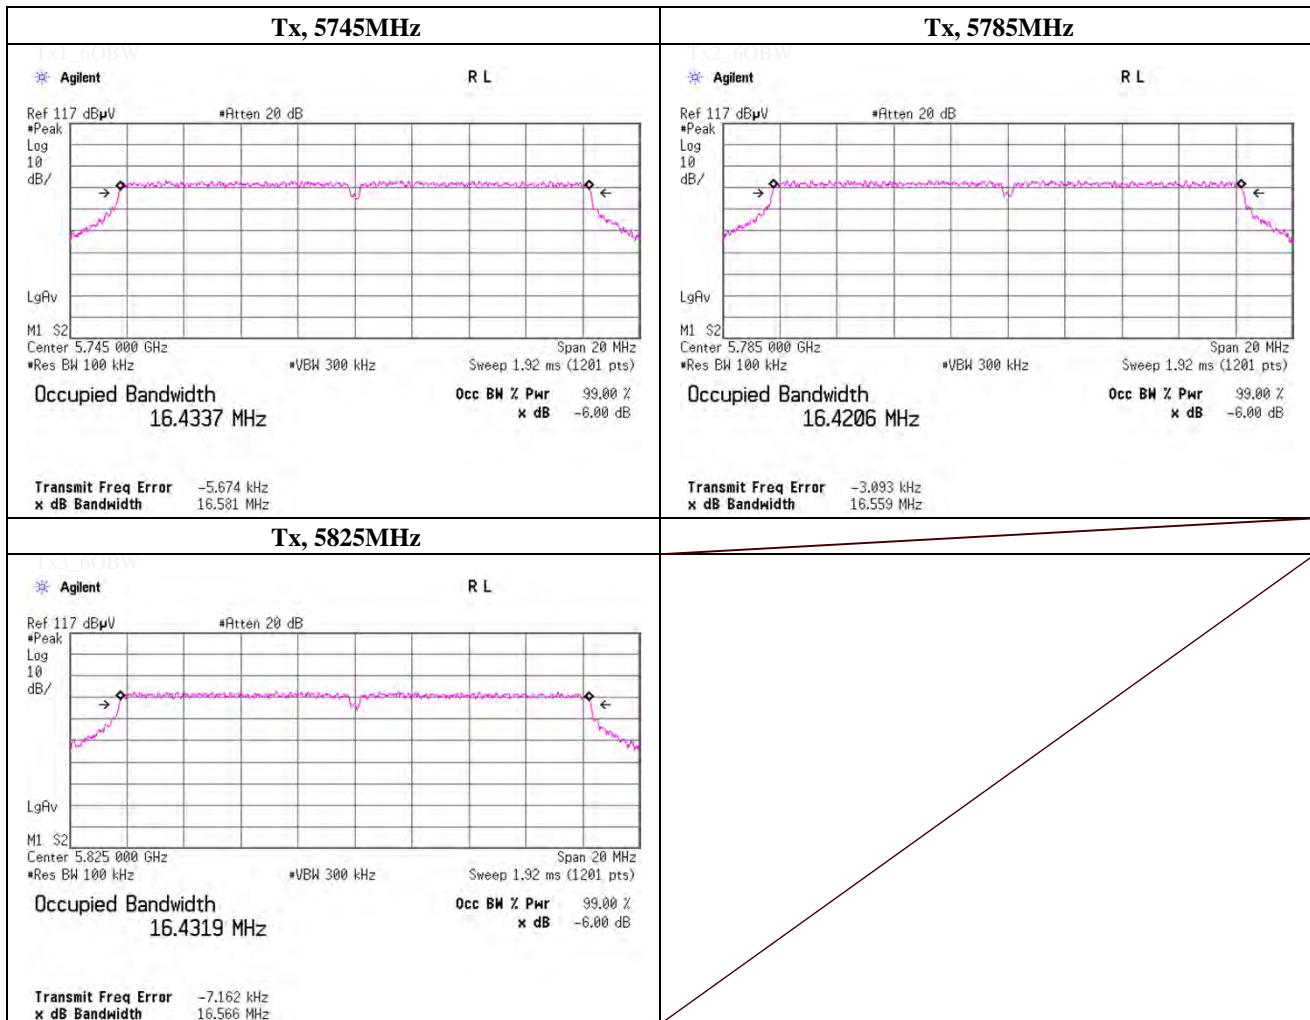 Tx, 5745MHz
Tx1_6OBW
Agilent R L
Ref 117 dBµV #Atten 20 dB
#Peak
Log
10
dB/
LgAv
M1 S2
Center 5.745 000 GHz Span 20 MHz
#Res BW 100 kHz #VBW 300 kHz Sweep 1.92 ms (1201 pts)
Occupied Bandwidth Occ BW % Pwr 99.00 %
16.4337 MHz x dB -6.00 dB
Transmit Freq Error -5.674 kHz
x dB Bandwidth 16.581 MHz
Tx, 5785MHz
Tx2_6OBW
Agilent R L
Ref 117 dBµV #Atten 20 dB
#Peak
Log
10
dB/
LgAv
M1 S2
Center 5.785 000 GHz Span 20 MHz
#Res BW 100 kHz #VBW 300 kHz Sweep 1.92 ms (1201 pts)
Occupied Bandwidth Occ BW % Pwr 99.00 %
16.4206 MHz x dB -6.00 dB
Transmit Freq Error -3.093 kHz
x dB Bandwidth 16.559 MHz
Tx, 5825MHz
Tx3_6OBW
Agilent R L
Ref 117 dBµV #Atten 20 dB
#Peak
Log
10
dB/
LgAv
M1 S2
Center 5.825 000 GHz Span 20 MHz
#Res BW 100 kHz #VBW 300 kHz Sweep 1.92 ms (1201 pts)
Occupied Bandwidth Occ BW % Pwr 99.00 %
16.4319 MHz x dB -6.00 dB
Transmit Freq Error -7.162 kHz
x dB Bandwidth 16.566 MHz